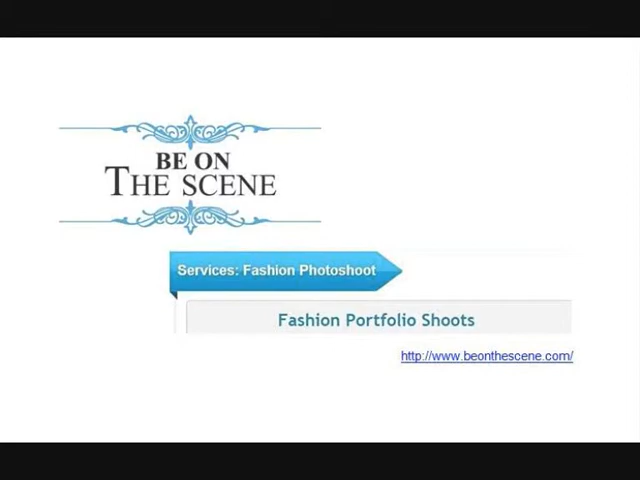 BE ON
THE SCENE
Services: Fashion Photoshoot
Fashion Portfolio Shoots
http://www.beonthescene.com/